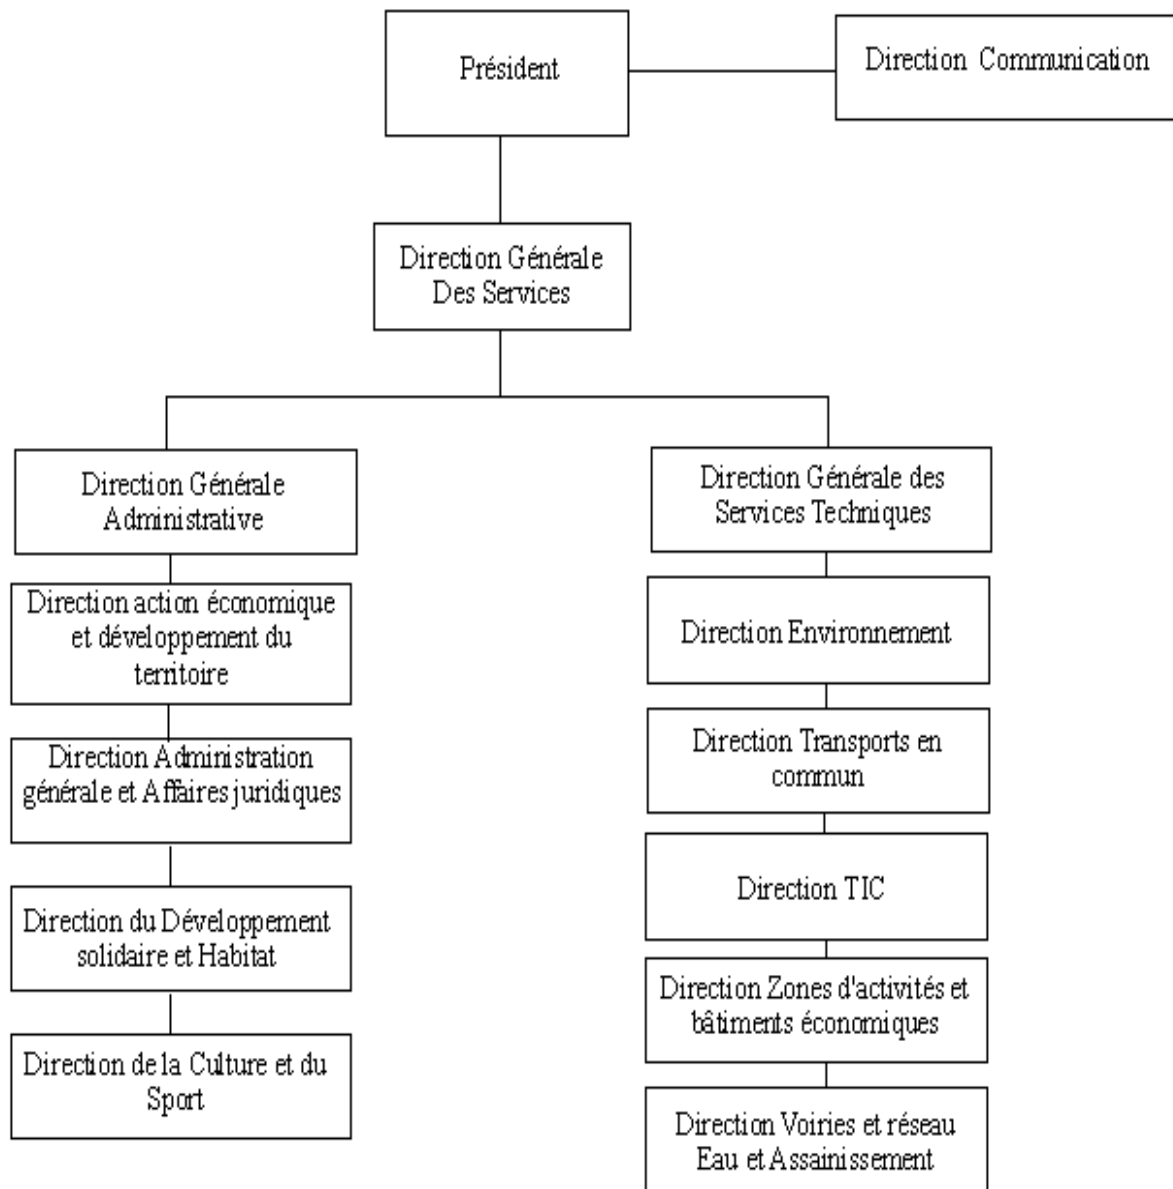 Président
Direction Communication
Direction Générale
Des Services
Direction Générale
Administrative
Direction action économique
et développement du
territoire
Direction Administration
générale et Affaires juridiques
Direction du Développement
solidaire et Habitat
Direction de la Culture et du
Sport
Direction Générale des
Services Techniques
Direction Environnement
Direction Transports en
commun
Direction TIC
Direction Zones d'activités et
bâtiments économiques
Direction Voiries et réseau
Eau et Assainissement